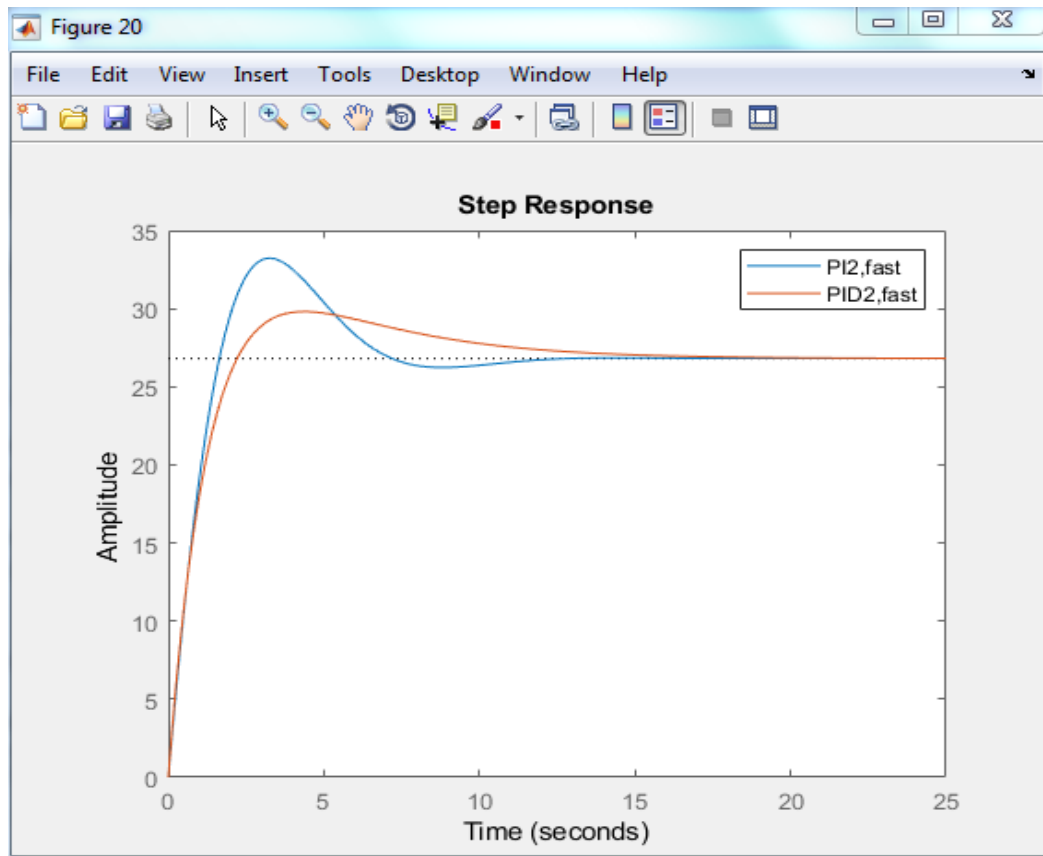 Figure 20
File Edit View Insert Tools Desktop Window Help
Step Response
35
30
25
20
15
10
5
0
Amplitude
PI2,fast
PID2,fast
0 5 10 15 20 25
Time (seconds)